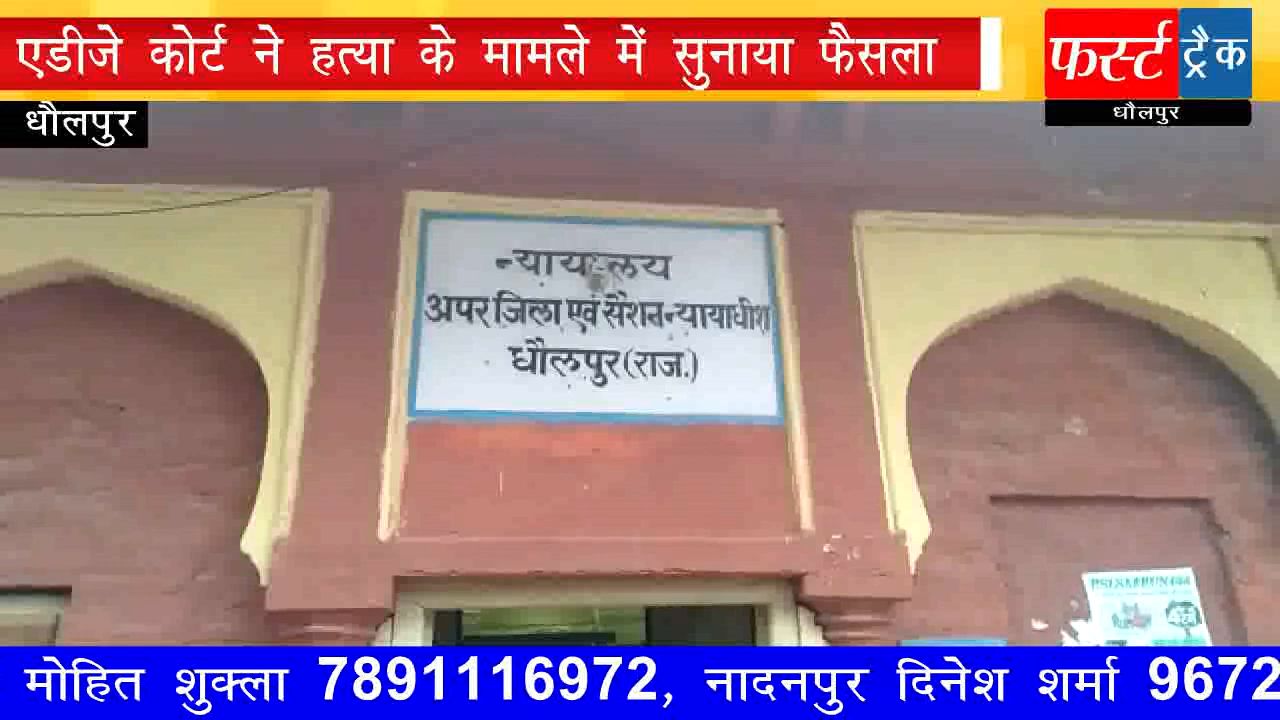 एडीजे कोर्ट ने हत्या के मामले में सुनाया फैसला
फर्स्ट ट्रैक
धौलपुर
धौलपुर
न्यायालय
अपर जिला एवं सेशन न्यायाधीश
धौलपुर (राज.)
मोहित शुक्ला 7891116972, नादनपुर दिनेश शर्मा 9672